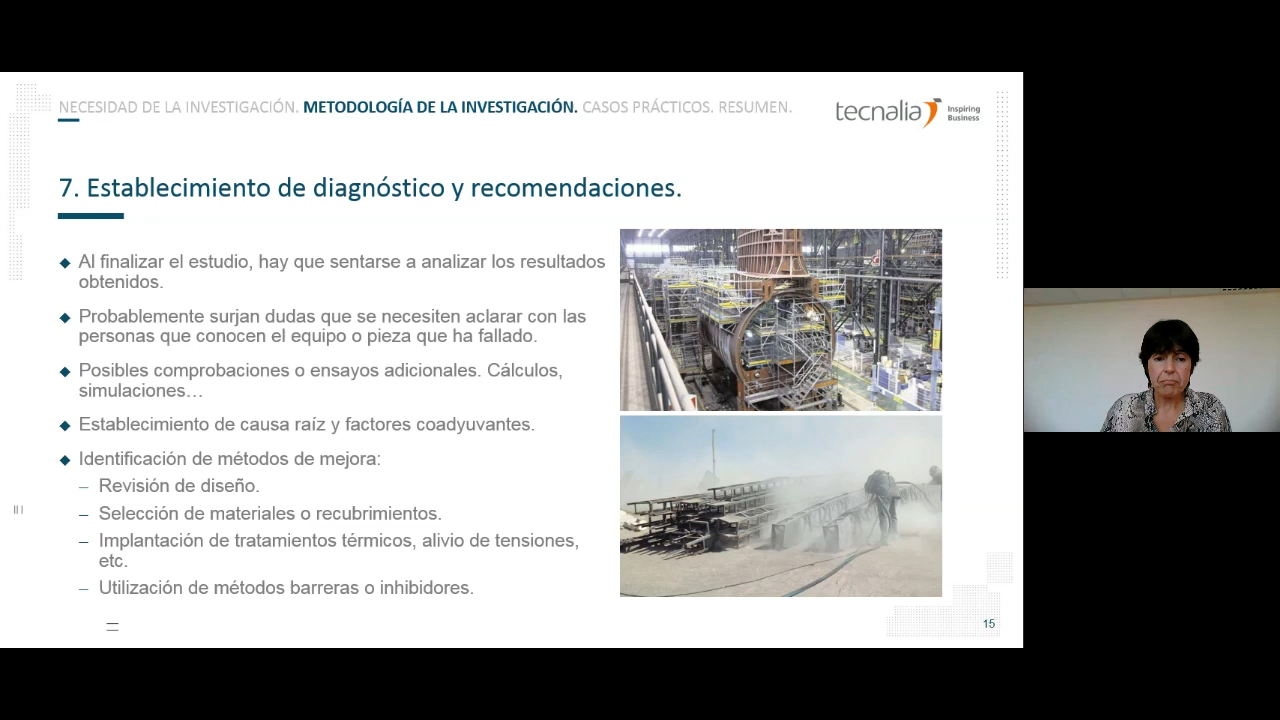 NECESIDAD DE LA INVESTIGACIÓN. METODOLOGÍA DE LA INVESTIGACIÓN. CASOS PRÁCTICOS. RESUMEN.
tecnalia Inspiring
Business
7. Establecimiento de diagnóstico y recomendaciones.
Al finalizar el estudio, hay que sentarse a analizar los resultados
obtenidos.
Probablemente surjan dudas que se necesiten aclarar con las
personas que conocen el equipo o pieza que ha fallado.
Posibles comprobaciones o ensayos adicionales. Cálculos,
simulaciones…
Establecimiento de causa raíz y factores coadyuvantes.
Identificación de métodos de mejora:
– Revisión de diseño.
– Selección de materiales o recubrimientos.
– Implantación de tratamientos térmicos, alivio de tensiones,
etc.
– Utilización de métodos barreras o inhibidores.
15